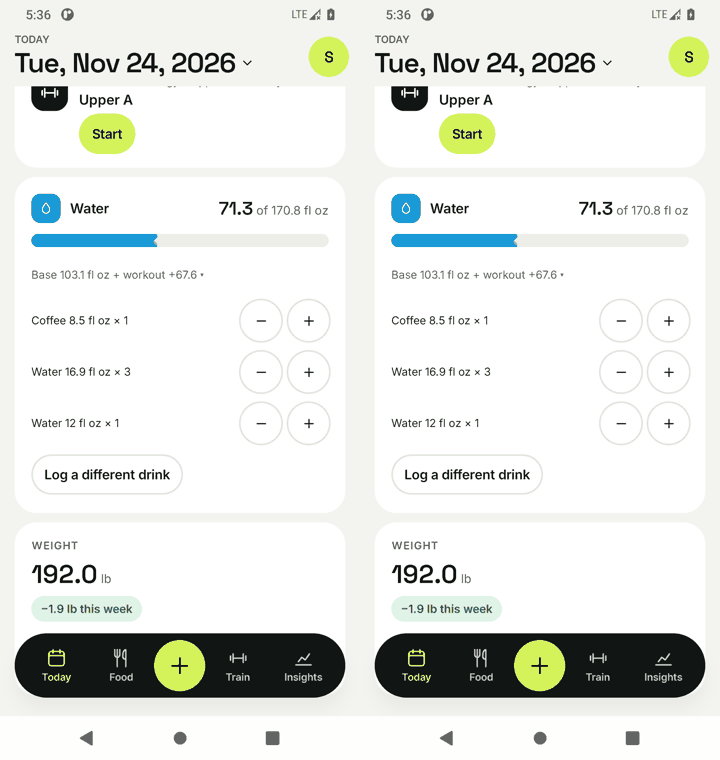 5:36
LTE
TODAY
Tue, Nov 24, 2026
S
Upper A
Start
Water
71.3 of 170.8 fl oz
Base 103.1 fl oz + workout +67.6
Coffee 8.5 fl oz × 1
− +
Water 16.9 fl oz × 3
− +
Water 12 fl oz × 1
− +
Log a different drink
WEIGHT
192.0 lb
−1.9 lb this week
+
Today Food Train Insights
5:36
LTE
TODAY
Tue, Nov 24, 2026
S
Upper A
Start
Water
71.3 of 170.8 fl oz
Base 103.1 fl oz + workout +67.6
Coffee 8.5 fl oz × 1
− +
Water 16.9 fl oz × 3
− +
Water 12 fl oz × 1
− +
Log a different drink
WEIGHT
192.0 lb
−1.9 lb this week
+
Today Food Train Insights